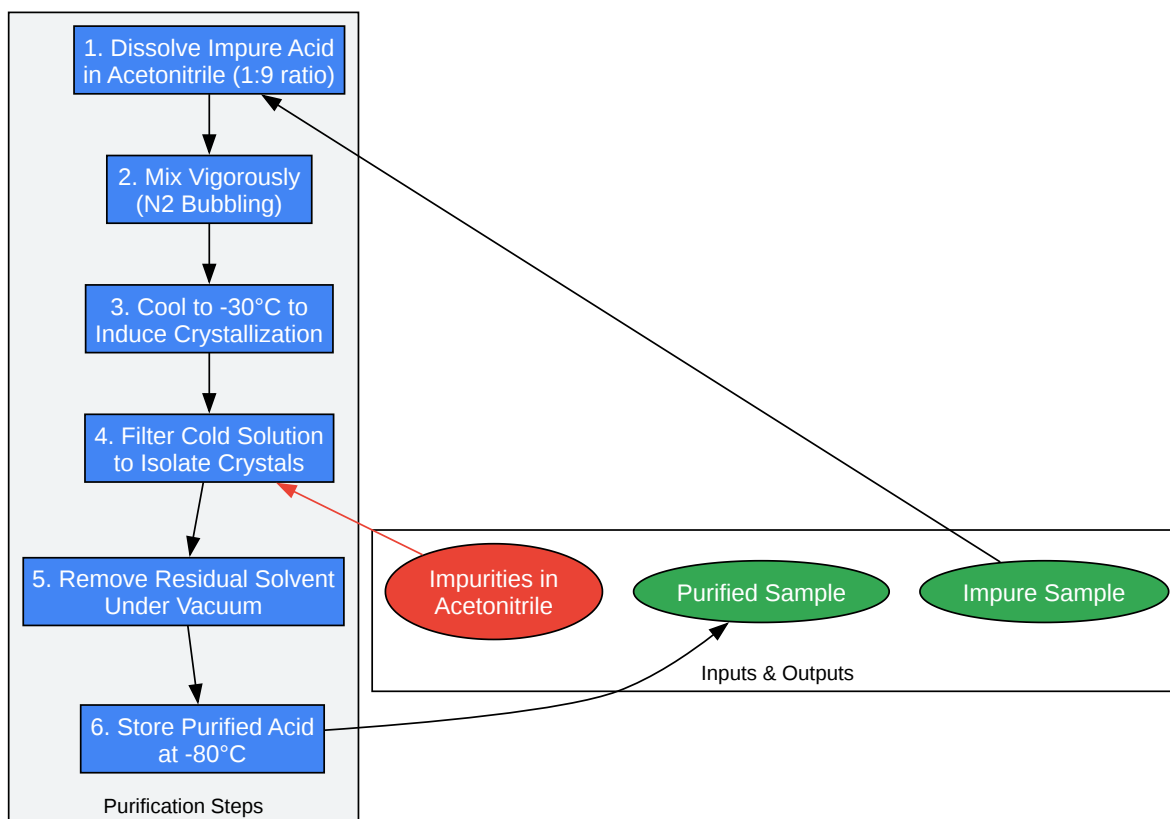 1. Dissolve Impure Acid
in Acetonitrile (1:9 ratio)
2. Mix Vigorously
(N2 Bubbling)
3. Cool to -30°C to
Induce Crystallization
4. Filter Cold Solution
to Isolate Crystals
5. Remove Residual Solvent
Under Vacuum
6. Store Purified Acid
at -80°C
Purification Steps
Impurities in
Acetonitrile
Purified Sample
Impure Sample
Inputs & Outputs